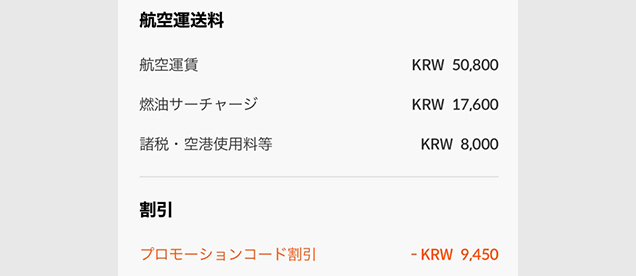 航空運送料
航空運賃 KRW 50,800
燃油サーチャージ KRW 17,600
諸税・空港使用料等 KRW 8,000
割引
プロモーションコード割引 - KRW 9,450